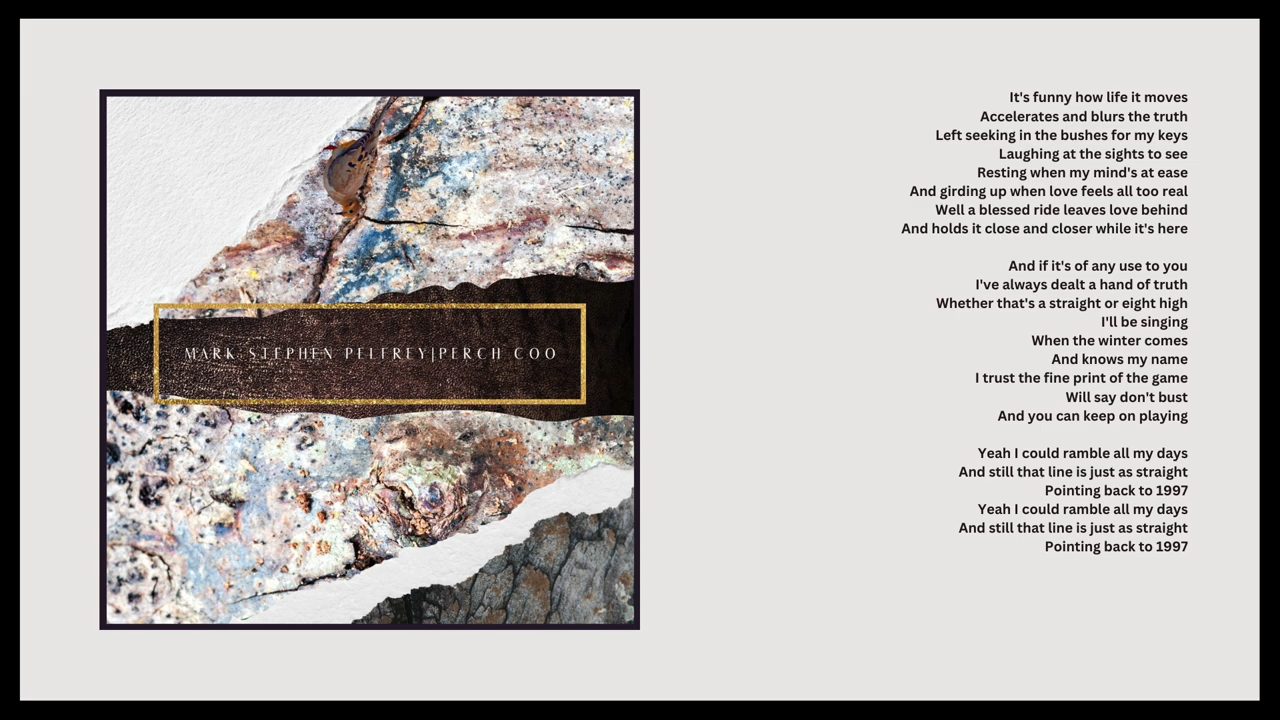 MARK STEPHEN PELFREY|PERCH COO
It's funny how life it moves
Accelerates and blurs the truth
Left seeking in the bushes for my keys
Laughing at the sights to see
Resting when my mind's at ease
And girding up when love feels all too real
Well a blessed ride leaves love behind
And holds it close and closer while it's here
And if it's of any use to you
I've always dealt a hand of truth
Whether that's a straight or eight high
I'll be singing
When the winter comes
And knows my name
I trust the fine print of the game
Will say don't bust
And you can keep on playing
Yeah I could ramble all my days
And still that line is just as straight
Pointing back to 1997
Yeah I could ramble all my days
And still that line is just as straight
Pointing back to 1997